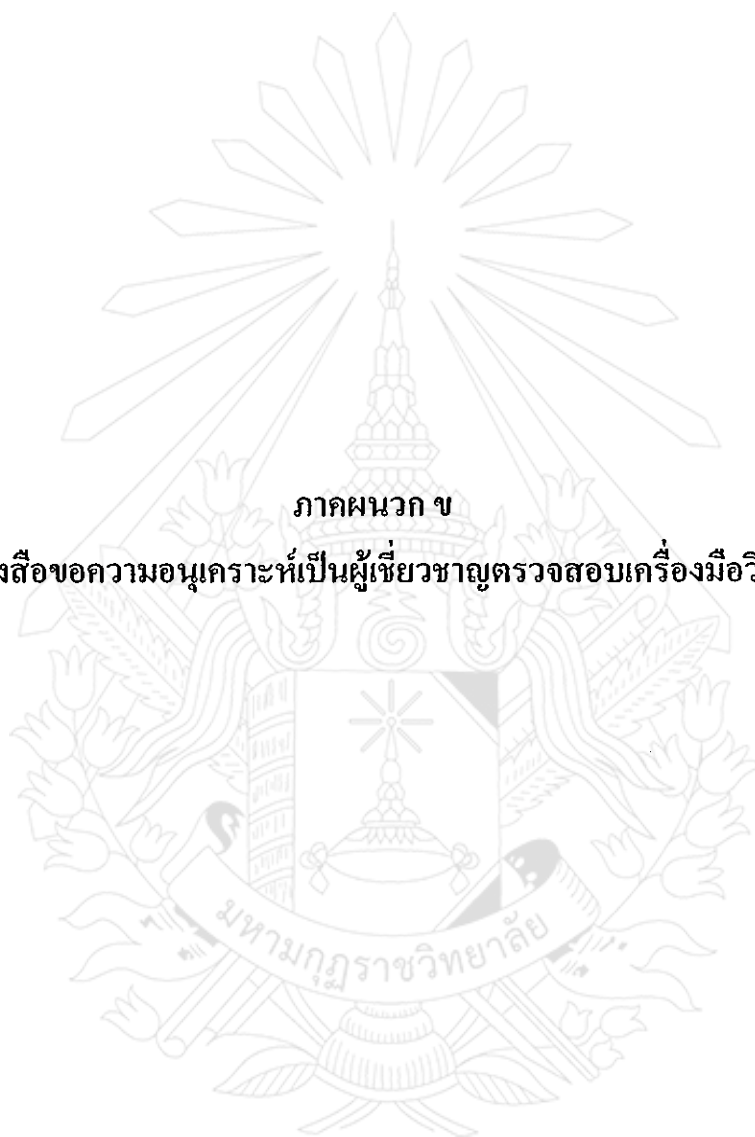 ภาคผนวก ข
งสือขอความอนุเคราะห์เป็นผู้เชี่ยวชาญตรวจสอบเครื่องมือวิ
มหามกุฏราชวิทยาลัย